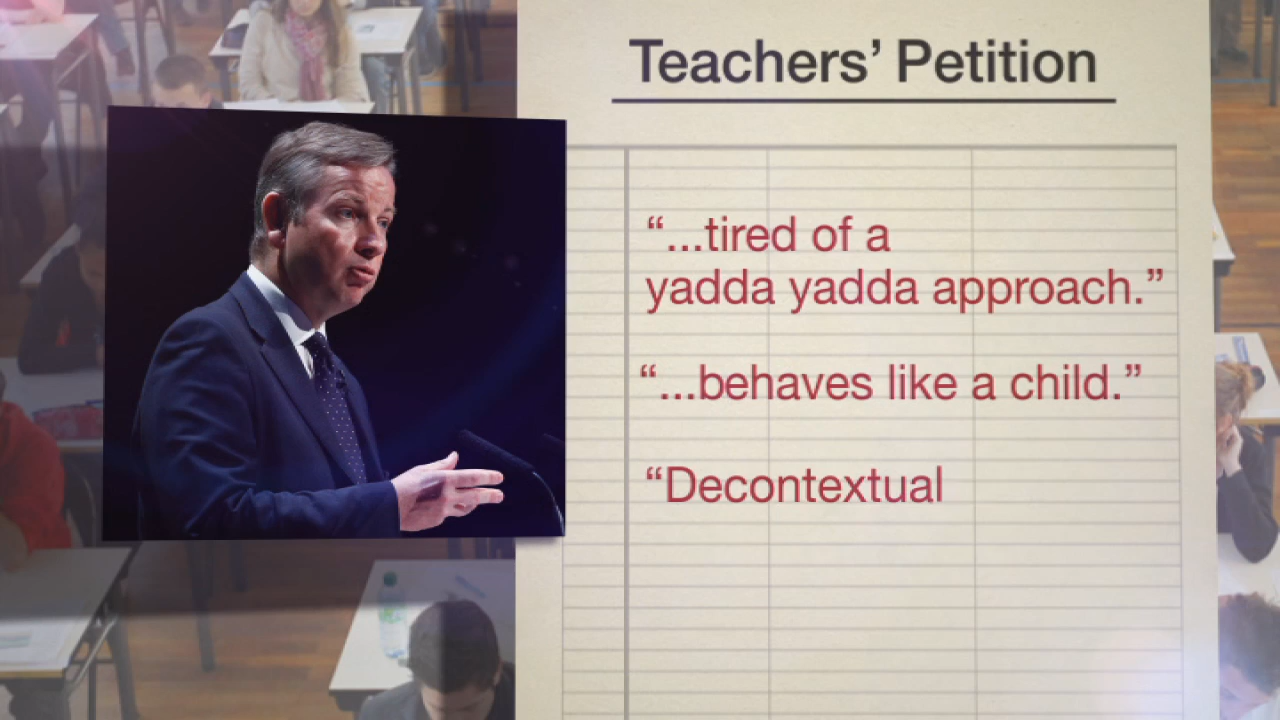 Teachers’ Petition
“...tired of a
yadda yadda approach.”
“...behaves like a child.”
“Decontextual